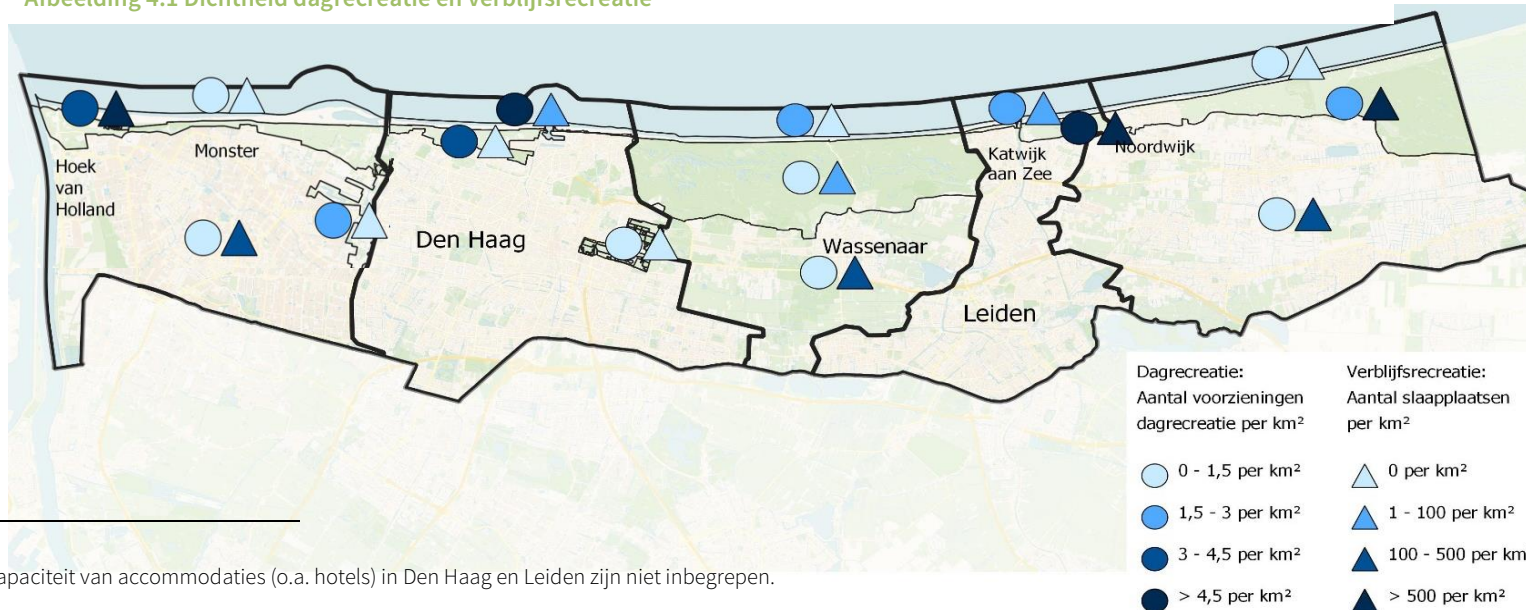 Afbeelding 4.1 Dichtheid dagrecreatie en verblijfsrecreatie
Hoek
van
Holland
Monster
Den Haag
Wassenaar
Katwijk
aan Zee
Noordwijk
Leiden
Dagrecreatie:
Aantal voorzieningen
dagrecreatie per km²
0 - 1,5 per km²
1,5 - 3 per km²
3 - 4,5 per km²
> 4,5 per km²
Verblijfsrecreatie:
Aantal slaapplaatsen
per km²
0 per km²
1 - 100 per km²
100 - 500 per km
> 500 per km²
apaciteit van accommodaties (o.a. hotels) in Den Haag en Leiden zijn niet inbegrepen.